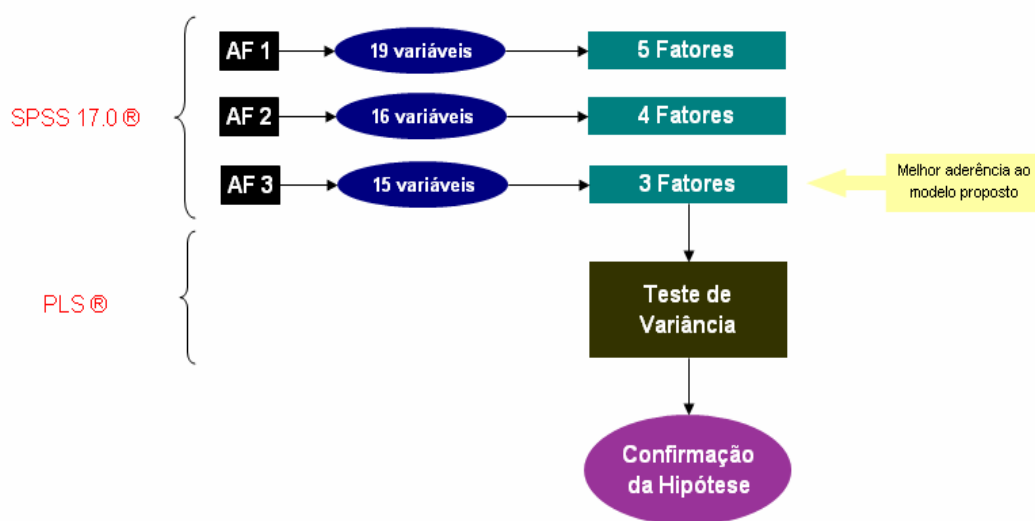 AF 1
19 variáveis
5 Fatores
SPSS 17.0 ®
AF 2
16 variáveis
4 Fatores
AF 3
15 variáveis
3 Fatores
Melhor aderência ao
modelo proposto
PLS ®
Teste de
Variância
Confirmação
da Hipótese